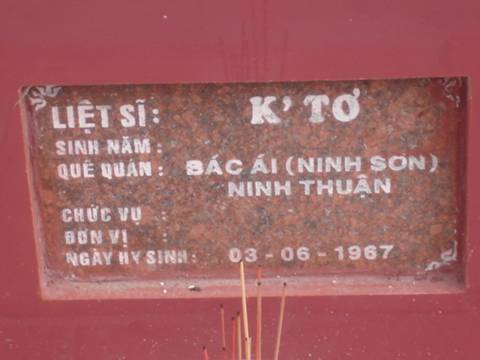 LIỆT SĨ: K' TƠ
SINH NĂM:
QUÊ QUÁN: BÁC ÁI (NINH SƠN)
NINH THUẬN
CHỨC VỤ :
ĐƠN VỊ :
NGÀY HY SINH: 03-06-1967